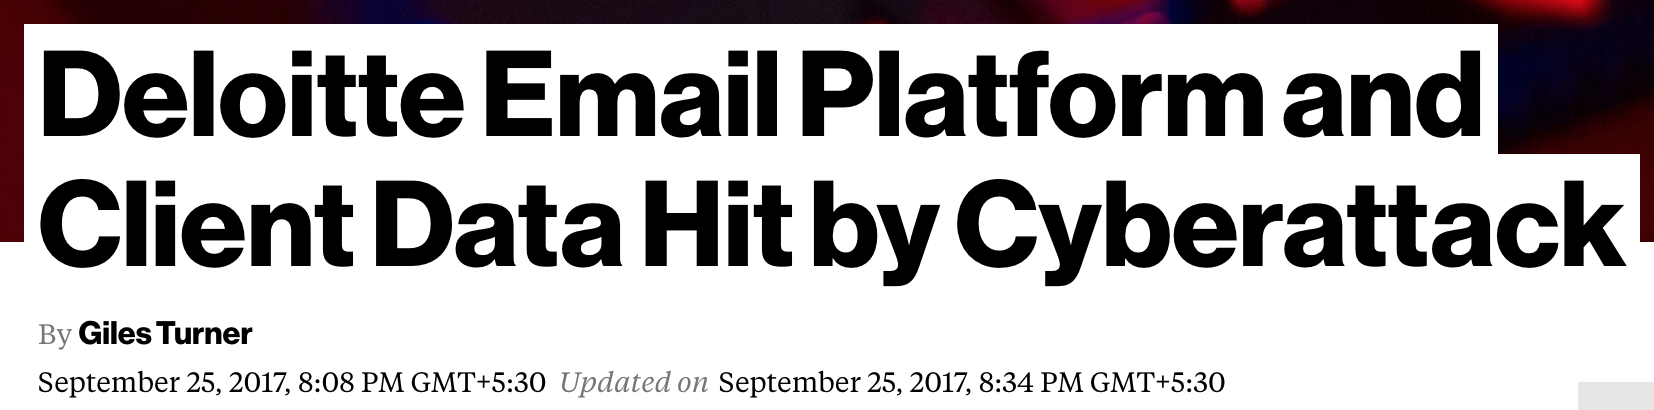 Deloitte Email Platform and
Client Data Hit by Cyberattack
By Giles Turner
September 25, 2017, 8:08 PM GMT+5:30 Updated on September 25, 2017, 8:34 PM GMT+5:30